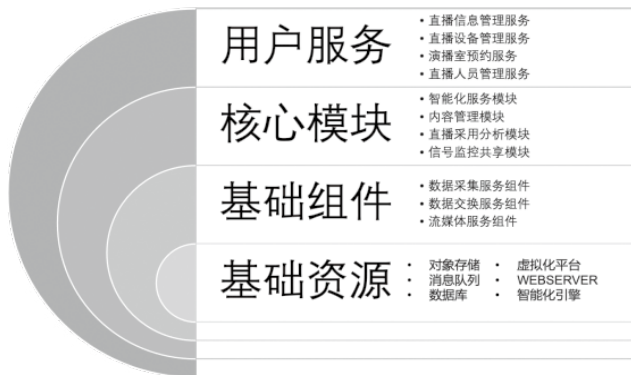 用户服务
• 直播信息管理服务
• 直播设备管理服务
• 演播室预约服务
• 直播人员管理服务
核心模块
• 智能化服务模块
• 内容管理模块
• 直播采用分析模块
• 信号监控共享模块
基础组件
• 数据采集服务组件
• 数据交换服务组件
• 流媒体服务组件
基础资源
• 对象存储 • 虚拟化平台
• 消息队列 • WEBSERVER
• 数据库 • 智能化引擎